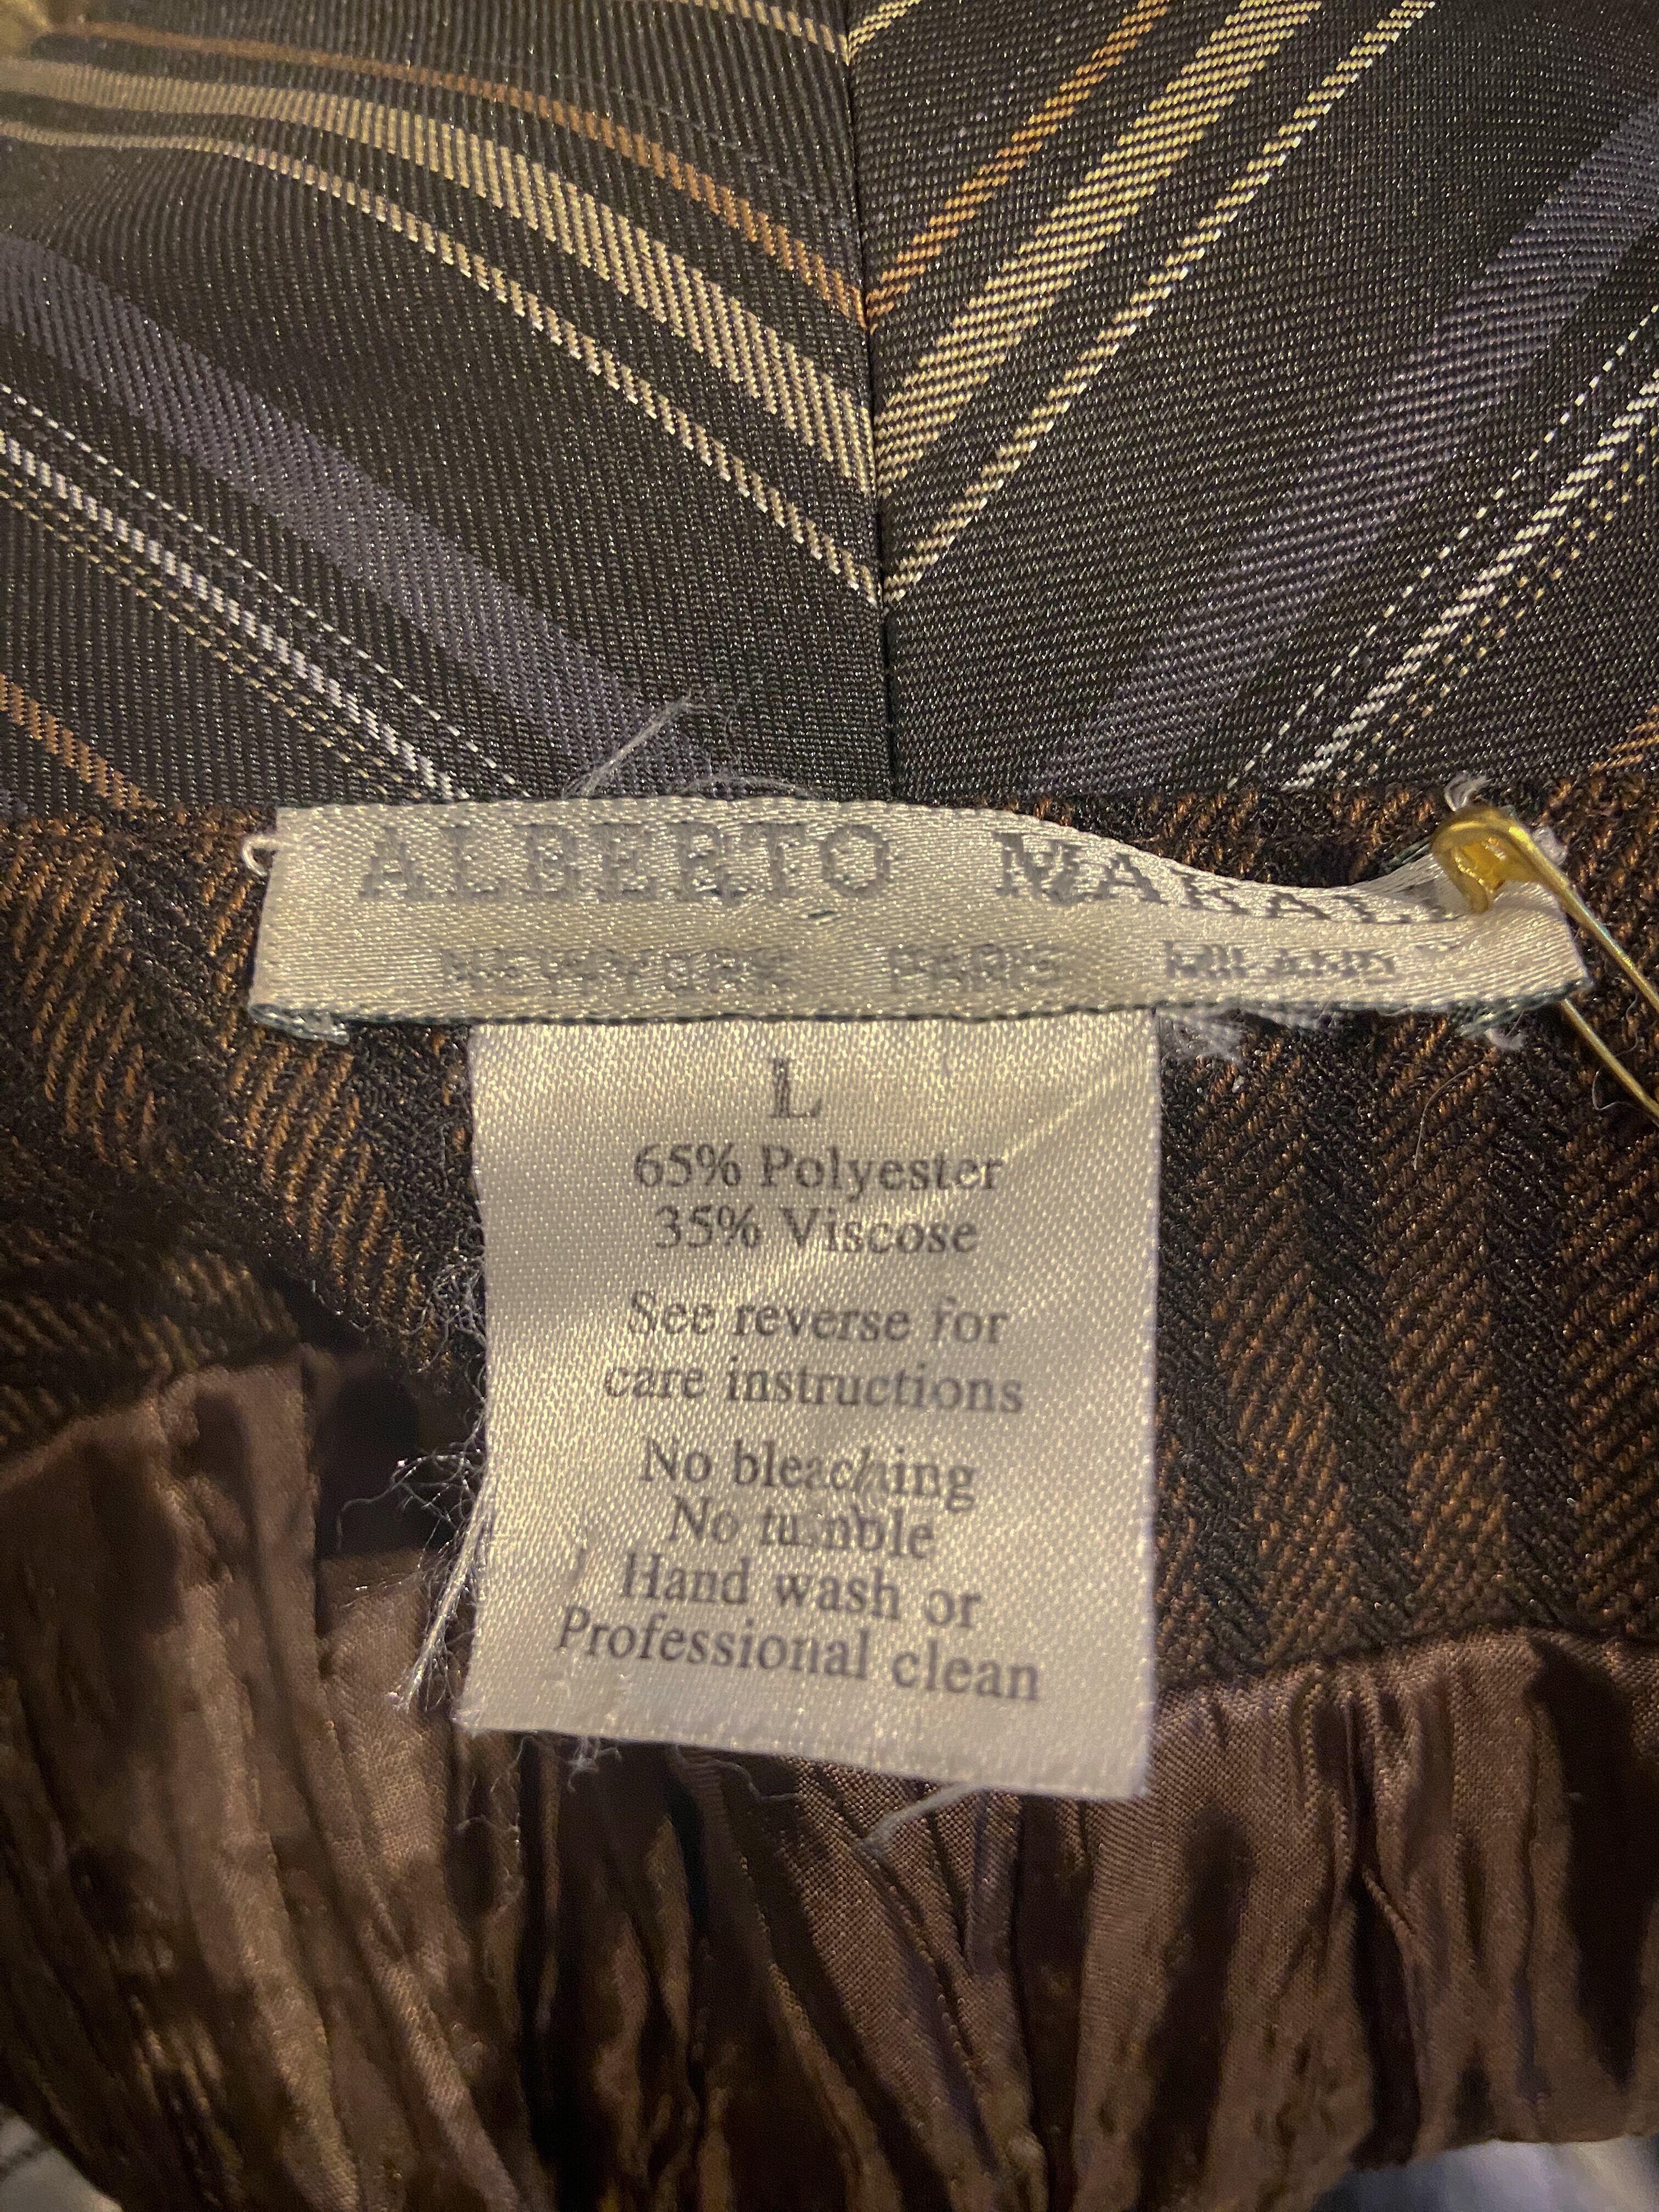 ALBERTO MAKALI
NEW YORK PARIS MILANO
L
65% Polyester
35% Viscose
See reverse for
care instructions
No bleaching
No tumble
Hand wash or
Professional clean